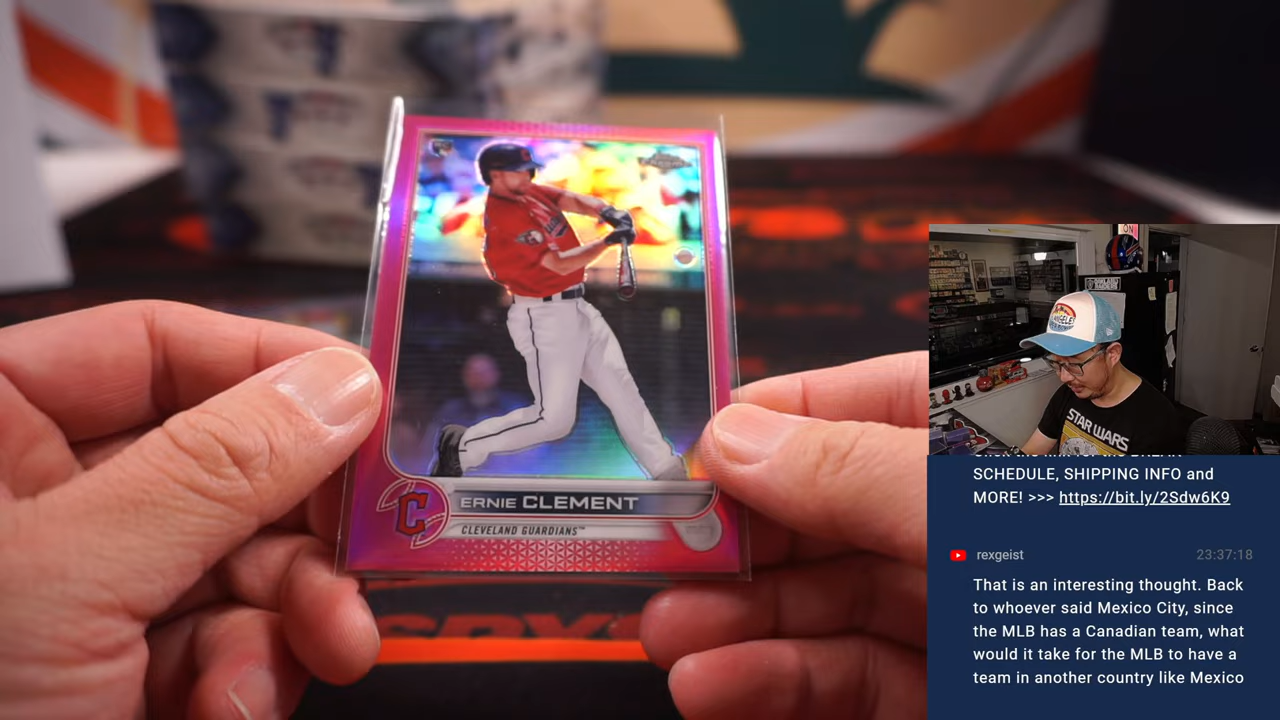 RC
ERNIE CLEMENT
C
CLEVELAND GUARDIANS™
ON
STAR WARS
SCHEDULE, SHIPPING INFO and
MORE! >>> https://bit.ly/2Sdw6K9
rexgeist 23:37:18
That is an interesting thought. Back
to whoever said Mexico City, since
the MLB has a Canadian team, what
would it take for the MLB to have a
team in another country like Mexico